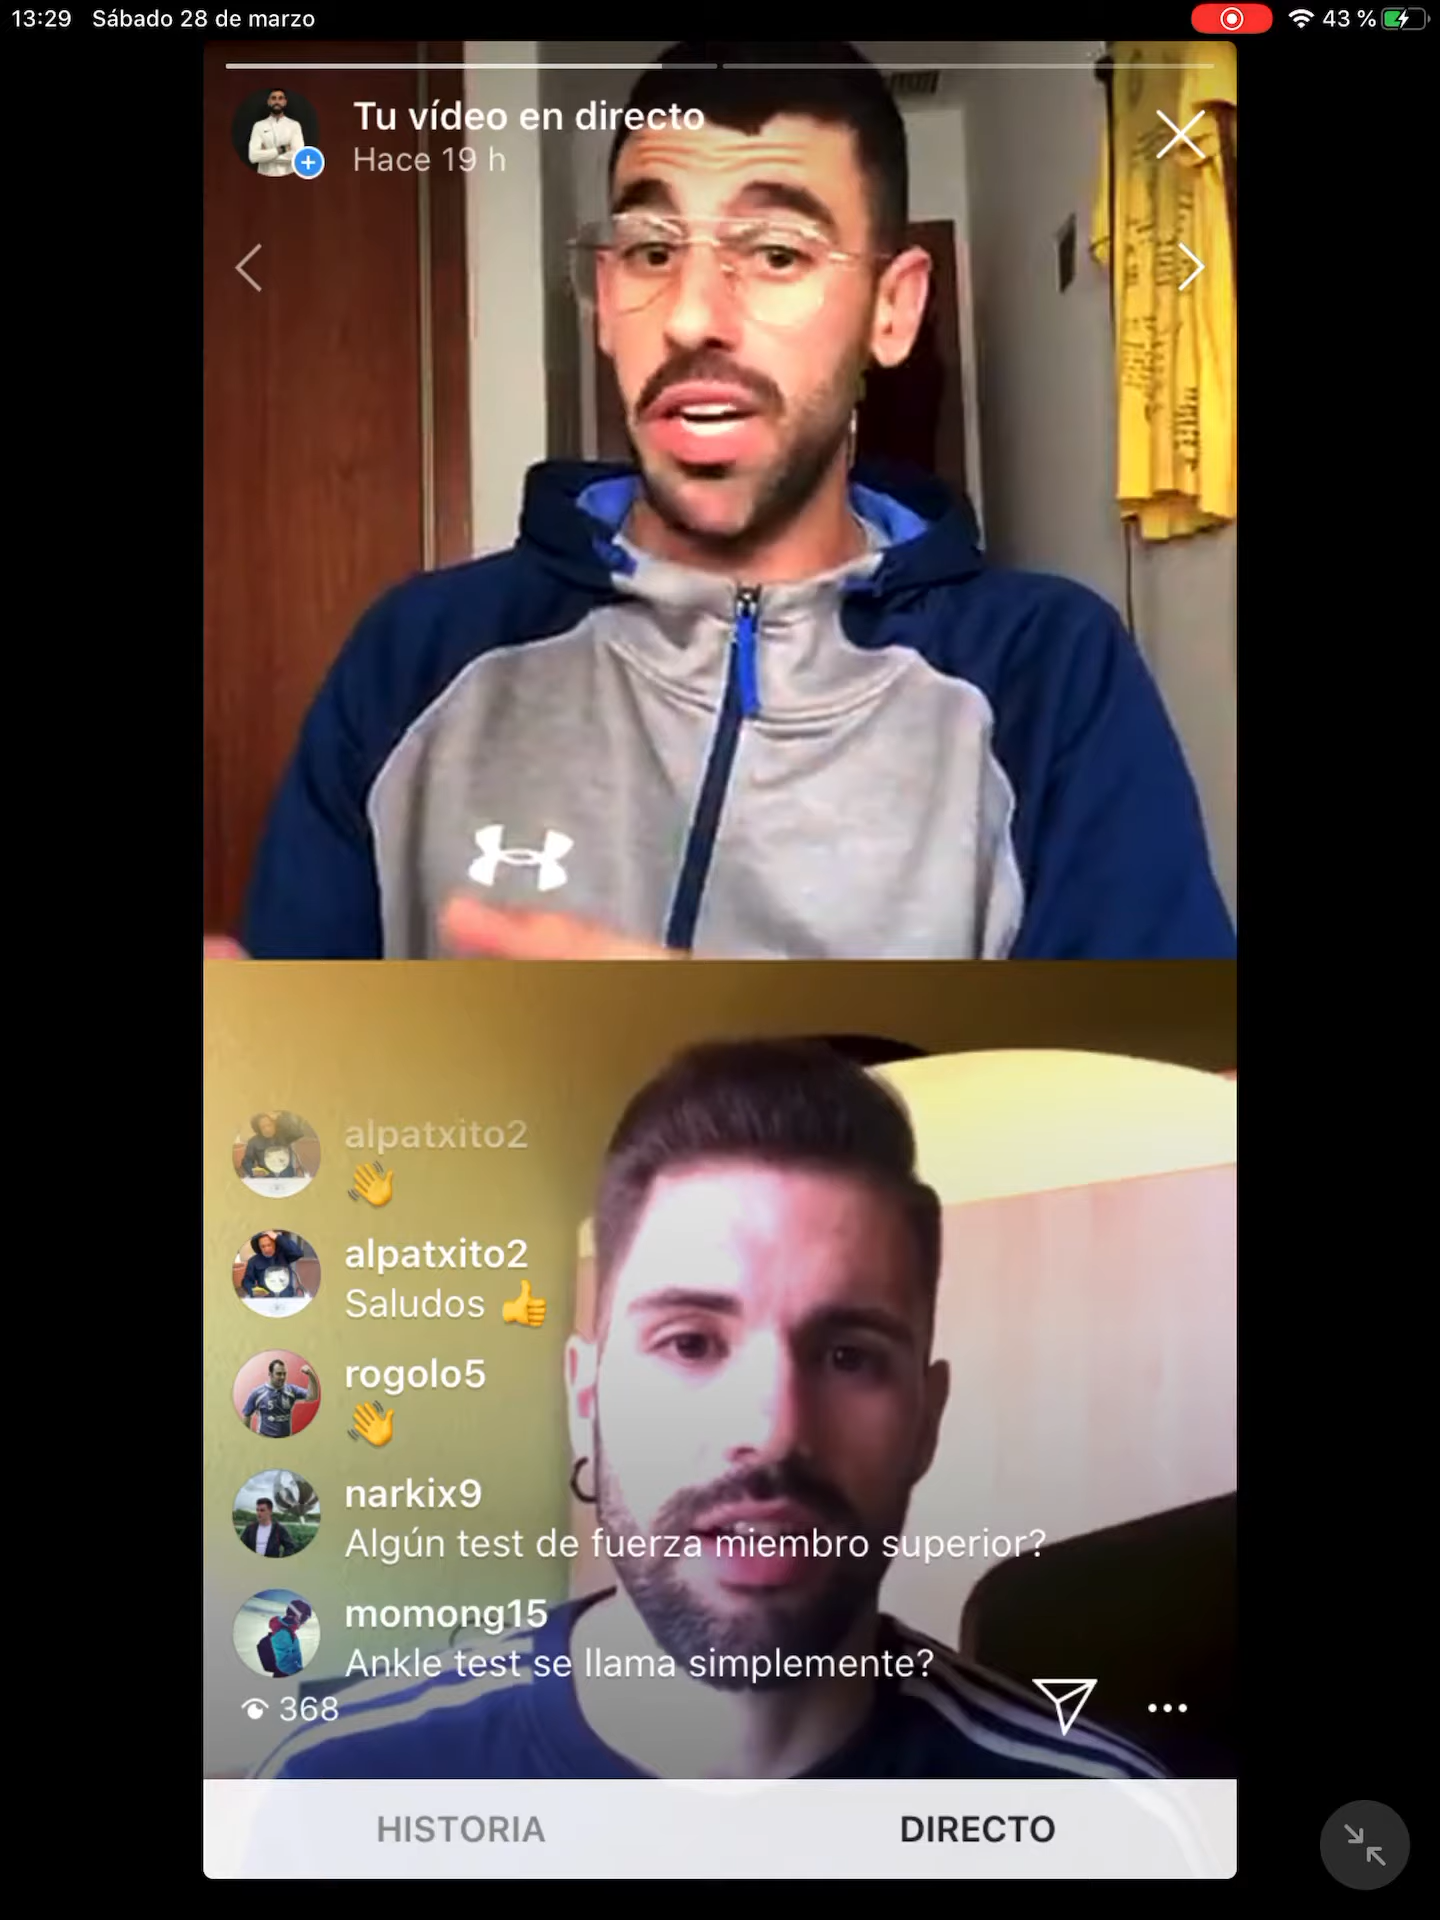 13:29 Sábado 28 de marzo
43 %
Tu vídeo en directo
Hace 19 h
alpatxito2
👋
alpatxito2
Saludos 👍
rogolo5
👋
narkix9
Algún test de fuerza miembro superior?
momong15
Ankle test se llama simplemente?
368
HISTORIA
DIRECTO